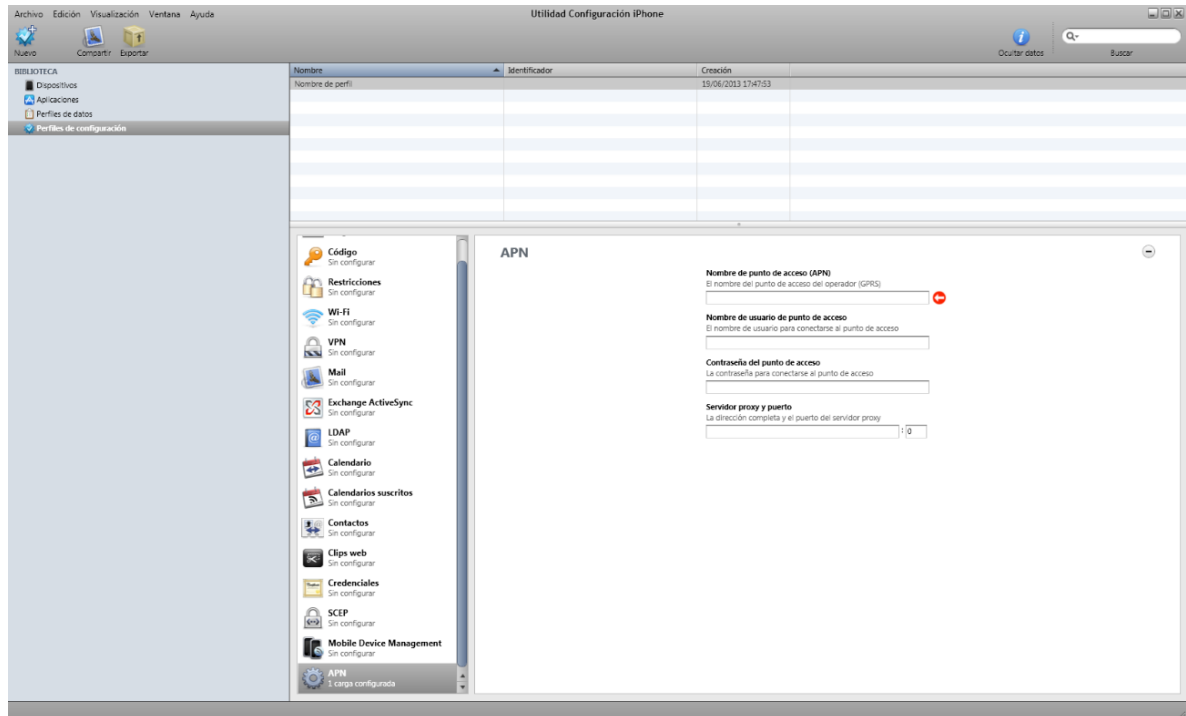 Archivo Edición Visualización Ventana Ayuda
Utilidad Configuración iPhone
Nuevo
Compartir
Exportar
Ocultar datos
Buscar
BIBLIOTECA
Dispositivos
Aplicaciones
Perfiles de datos
Perfiles de configuración
Nombre Identificador Creación
Nombre de perfil 19/06/2013 17:47:53
Código
Sin configurar
Restricciones
Sin configurar
Wi-Fi
Sin configurar
VPN
Sin configurar
Mail
Sin configurar
Exchange ActiveSync
Sin configurar
LDAP
Sin configurar
Calendario
Sin configurar
Calendarios suscritos
Sin configurar
Contactos
Sin configurar
Clips web
Sin configurar
Credenciales
Sin configurar
SCEP
Sin configurar
Mobile Device Management
Sin configurar
APN
1 carga configurada
APN
Nombre de punto de acceso (APN)
El nombre del punto de acceso del operador (GPRS)
Nombre de usuario de punto de acceso
El nombre de usuario para conectarse al punto de acceso
Contraseña del punto de acceso
La contraseña para conectarse al punto de acceso
Servidor proxy y puerto
La dirección completa y el puerto del servidor proxy
: 0